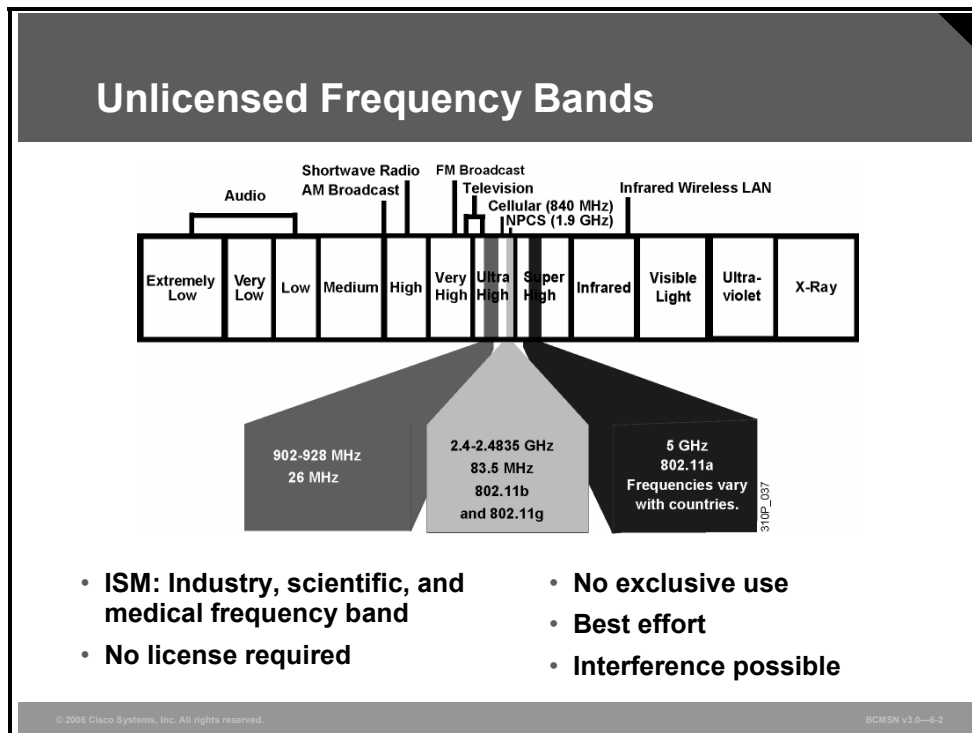 Unlicensed Frequency Bands
Shortwave Radio
AM Broadcast
FM Broadcast
Television
Cellular (840 MHz)
NPCS (1.9 GHz)
Infrared Wireless LAN
Audio
Extremely
Low
Very
Low
Low
Medium
High
Very
High
Ultra
High
Super
High
Infrared
Visible
Light
Ultra-
violet
X-Ray
902-928 MHz
26 MHz
2.4-2.4835 GHz
83.5 MHz
802.11b
and 802.11g
5 GHz
802.11a
Frequencies vary
with countries.
310P_037
• ISM: Industry, scientific, and
medical frequency band
• No license required
• No exclusive use
• Best effort
• Interference possible
© 2006 Cisco Systems, Inc. All rights reserved.
BCMSN v3.0—6-2